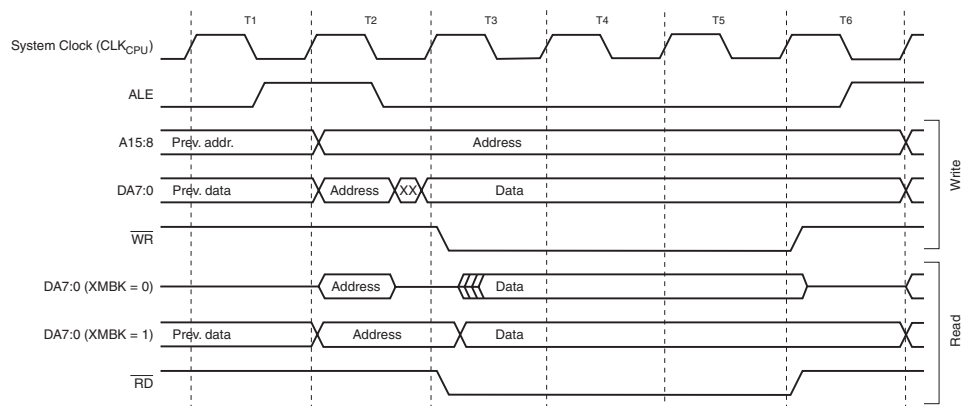 T1 T2 T3 T4 T5 T6
System Clock (CLKCPU)
ALE
A15:8 Prev. addr. Address
DA7:0 Prev. data Address XX Data
WR
Write
DA7:0 (XMBK = 0) Address Data
DA7:0 (XMBK = 1) Prev. data Address Data
RD
Read